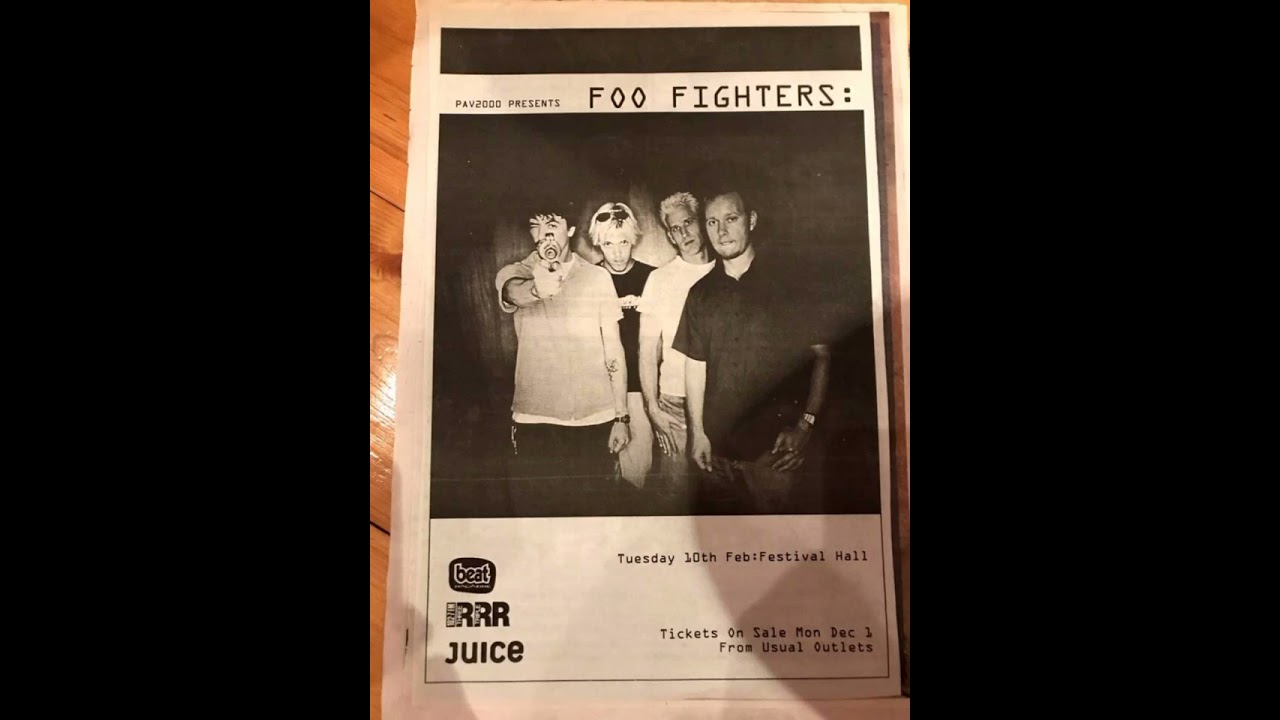 PAV2000 PRESENTS FOO FIGHTERS:
Tuesday 10th Feb:Festival Hall
beat
RRR
JUICE
Tickets On Sale Mon Dec 1
From Usual Outlets